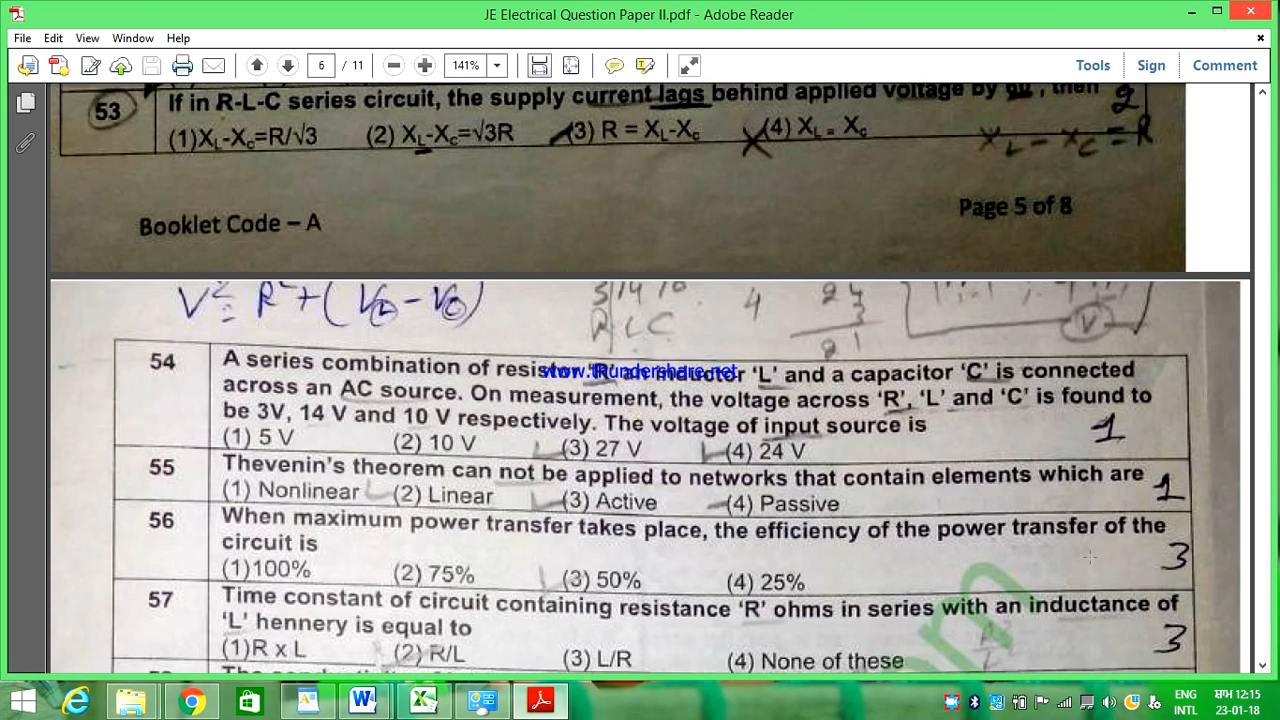 JE Electrical Question Paper II.pdf - Adobe Reader
File Edit View Window Help
6 / 11 141% Tools Sign Comment
53 If in R-L-C series circuit, the supply current lags behind applied voltage by then 2
(1)XL-Xc=R/√3 (2) XL-Xc=√3R (3) R = XL-Xc (4) XL = Xc
XL - XC = R
Booklet Code – A Page 5 of 8
4
R L C
V
54 A series combination of resistor 'R' an inductor 'L' and a capacitor 'C' is connected
www.thundershare.net
across an AC source. On measurement, the voltage across 'R', 'L' and 'C' is found to
be 3V, 14 V and 10 V respectively. The voltage of input source is
(1) 5 V (2) 10 V (3) 27 V (4) 24 V 1
55 Thevenin's theorem can not be applied to networks that contain elements which are
(1) Nonlinear (2) Linear (3) Active (4) Passive 1
56 When maximum power transfer takes place, the efficiency of the power transfer of the
circuit is
(1)100% (2) 75% (3) 50% (4) 25% 3
57 Time constant of circuit containing resistance 'R' ohms in series with an inductance of
'L' hennery is equal to
(1)R x L (2) R/L (3) L/R (4) None of these 3
ENG
INTL
12:15
23-01-18